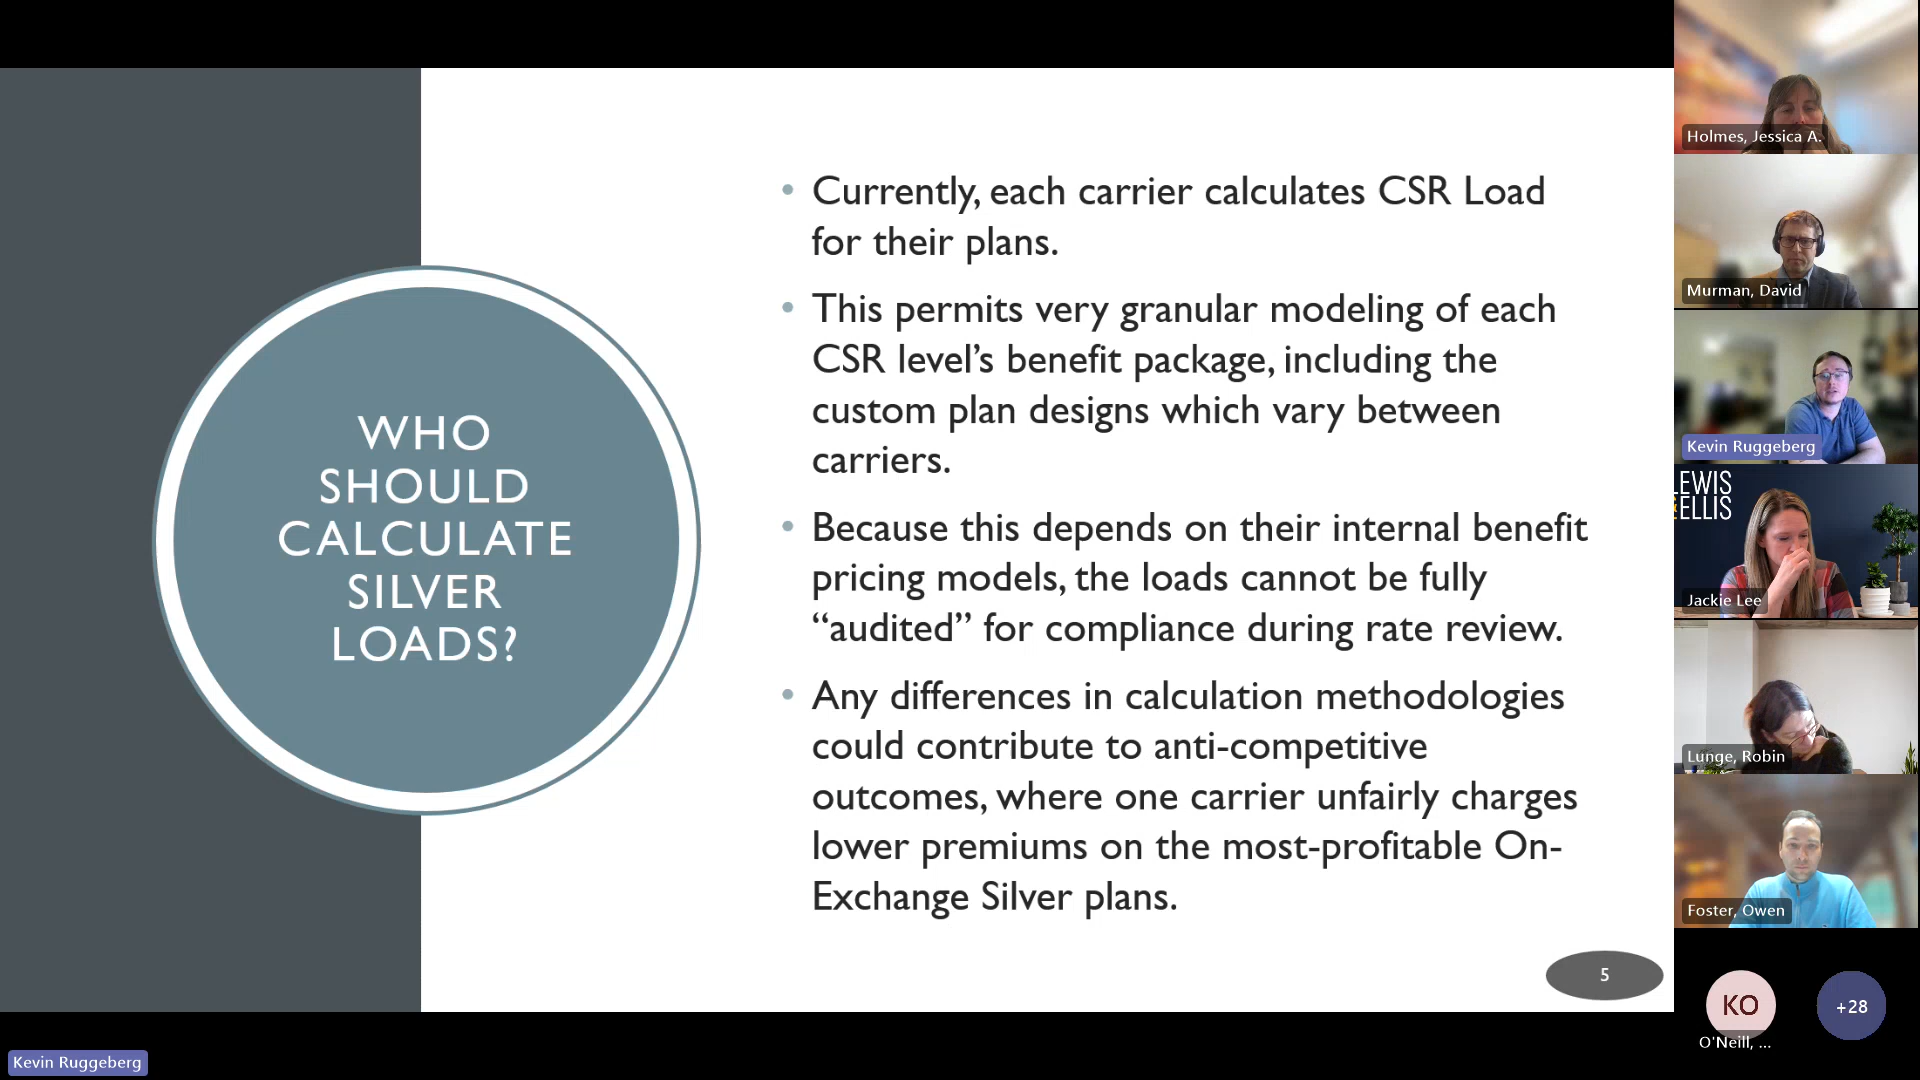 WHO
SHOULD
CALCULATE
SILVER
LOADS?
• Currently, each carrier calculates CSR Load
for their plans.
• This permits very granular modeling of each
CSR level’s benefit package, including the
custom plan designs which vary between
carriers.
• Because this depends on their internal benefit
pricing models, the loads cannot be fully
“audited” for compliance during rate review.
• Any differences in calculation methodologies
could contribute to anti-competitive
outcomes, where one carrier unfairly charges
lower premiums on the most-profitable On-
Exchange Silver plans.
5
Holmes, Jessica A.
Murman, David
Kevin Ruggeberg
LEWIS
&ELLIS
Jackie Lee
Lunge, Robin
Foster, Owen
KO
O'Neill, ...
+28
Kevin Ruggeberg